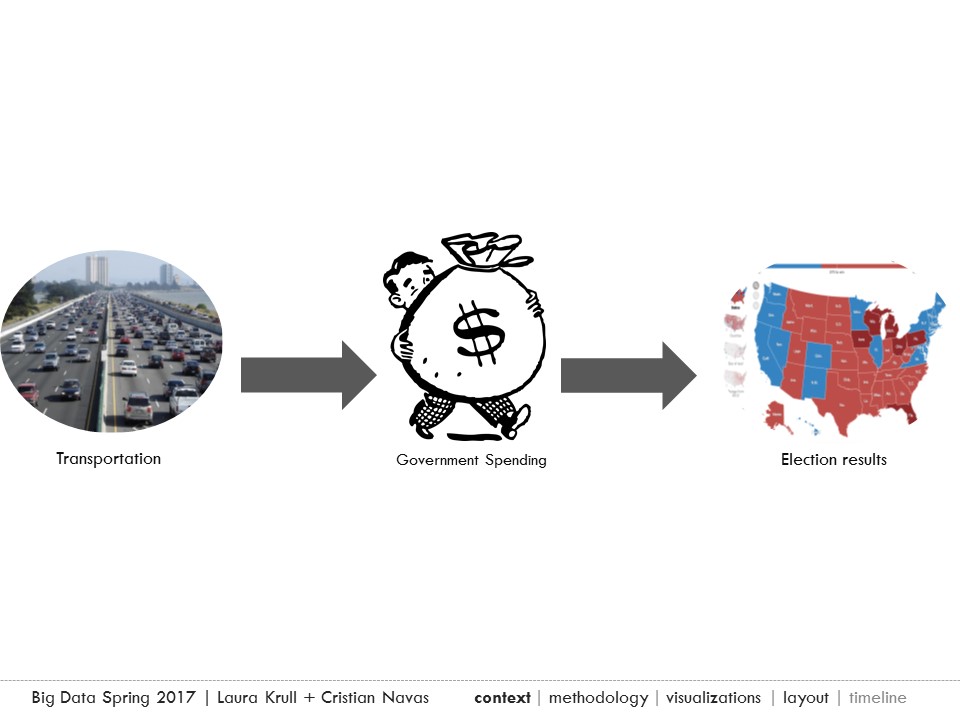 $
Transportation
Government Spending
Election results
Big Data Spring 2017 | Laura Krull + Cristian Navas context | methodology | visualizations | layout | timeline